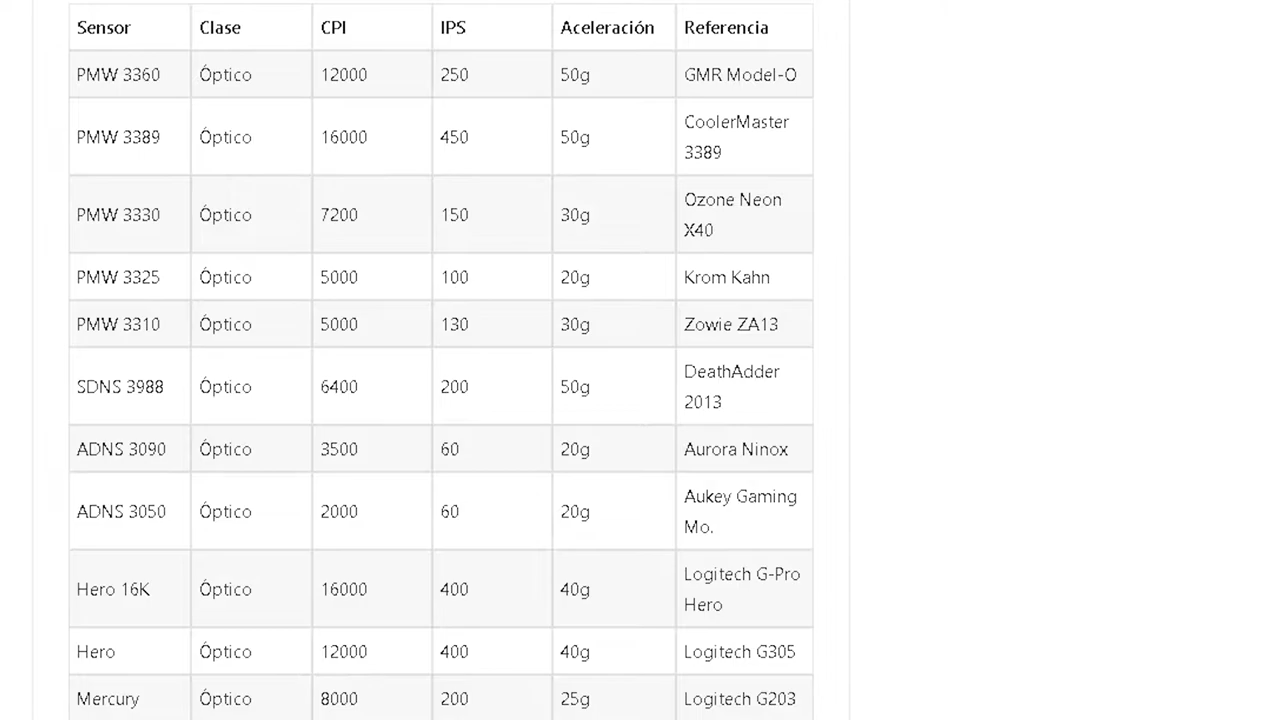 Sensor Clase CPI IPS Aceleración Referencia
PMW 3360 Óptico 12000 250 50g GMR Model-O
PMW 3389 Óptico 16000 450 50g CoolerMaster
3389
PMW 3330 Óptico 7200 150 30g Ozone Neon
X40
PMW 3325 Óptico 5000 100 20g Krom Kahn
PMW 3310 Óptico 5000 130 30g Zowie ZA13
SDNS 3988 Óptico 6400 200 50g DeathAdder
2013
ADNS 3090 Óptico 3500 60 20g Aurora Ninox
ADNS 3050 Óptico 2000 60 20g Aukey Gaming
Mo.
Hero 16K Óptico 16000 400 40g Logitech G-Pro
Hero
Hero Óptico 12000 400 40g Logitech G305
Mercury Óptico 8000 200 25g Logitech G203